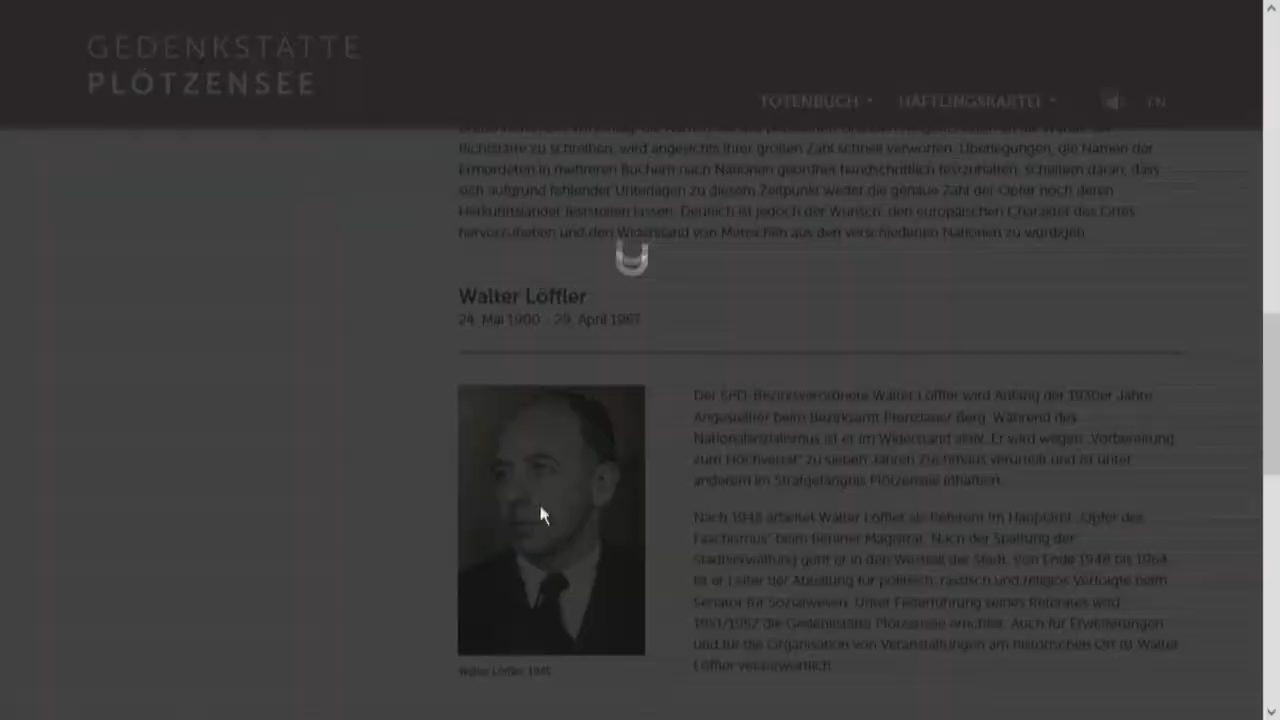 GEDENKSTÄTTE
PLÖTZENSEE
TOTENBUCH
HÄFTLINGSKARTEI
EN
Richtstätte zu schreiben, wird angesichts ihrer großen Zahl schnell verworfen. Überlegungen, die Namen der
Ermordeten in mehreren Büchern nach Nationen geordnet handschriftlich festzuhalten, scheitern daran, dass
sich aufgrund fehlender Unterlagen zu diesem Zeitpunkt weder die genaue Zahl der Opfer noch deren
Herkunftsländer feststellen lassen. Deutlich ist jedoch der Wunsch, den europäischen Charakter des Ortes
hervorzuheben und den Widerstand von Menschen aus den verschiedenen Nationen zu würdigen.
Walter Löffler
24. Mai 1900 - 29. April 1967
Der SPD-Bezirksverordnete Walter Löffler wird Anfang der 1930er Jahre
Angestellter beim Bezirksamt Prenzlauer Berg. Während des
Nationalsozialismus ist er im Widerstand aktiv. Er wird wegen „Vorbereitung
zum Hochverrat“ zu sieben Jahren Zuchthaus verurteilt und ist unter
anderem im Strafgefängnis Plötzensee inhaftiert.
Nach 1945 arbeitet Walter Löffler als Referent im Hauptamt „Opfer des
Faschismus“ beim Berliner Magistrat. Nach der Spaltung der
Stadtverwaltung geht er in den Westteil der Stadt. Von Ende 1948 bis 1964
ist er Leiter der Abteilung für politisch, rassisch und religiös Verfolgte beim
Senator für Sozialwesen. Unter Federführung seines Referates wird
1951/1952 die Gedenkstätte Plötzensee errichtet. Auch für Erweiterungen
und für die Organisation von Veranstaltungen am historischen Ort ist Walter
Löffler verantwortlich.
Walter Löffler, 1945